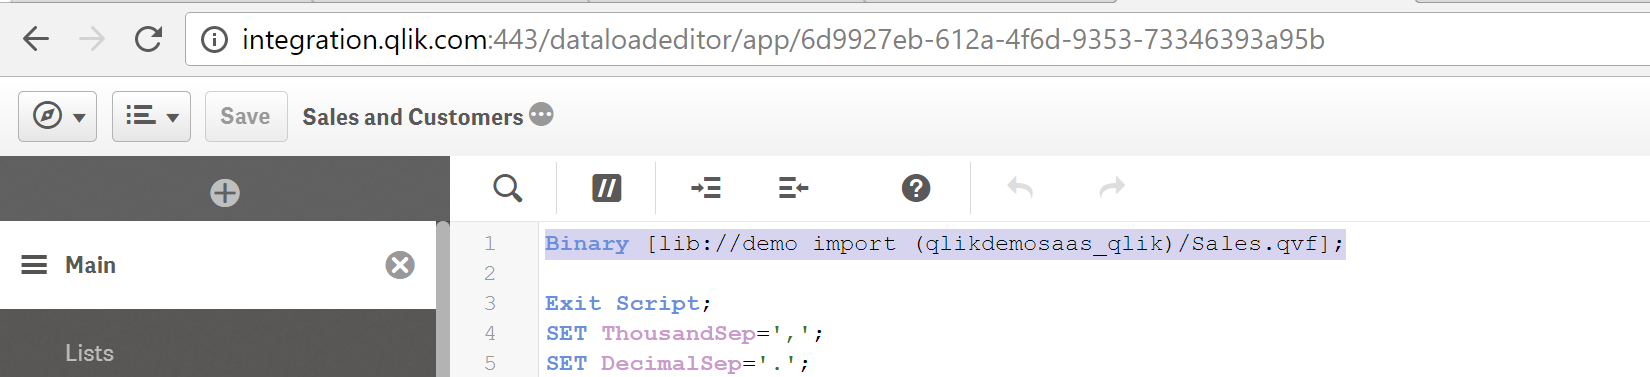 integration.qlik.com:443/dataloadeditor/app/6d9927eb-612a-4f6d-9353-73346393a95b
Save Sales and Customers
Main
Lists
1 Binary [lib://demo import (qlikdemosaas_qlik)/Sales.qvf];
2
3 Exit Script;
4 SET ThousandSep=',';
5 SET DecimalSep='.';